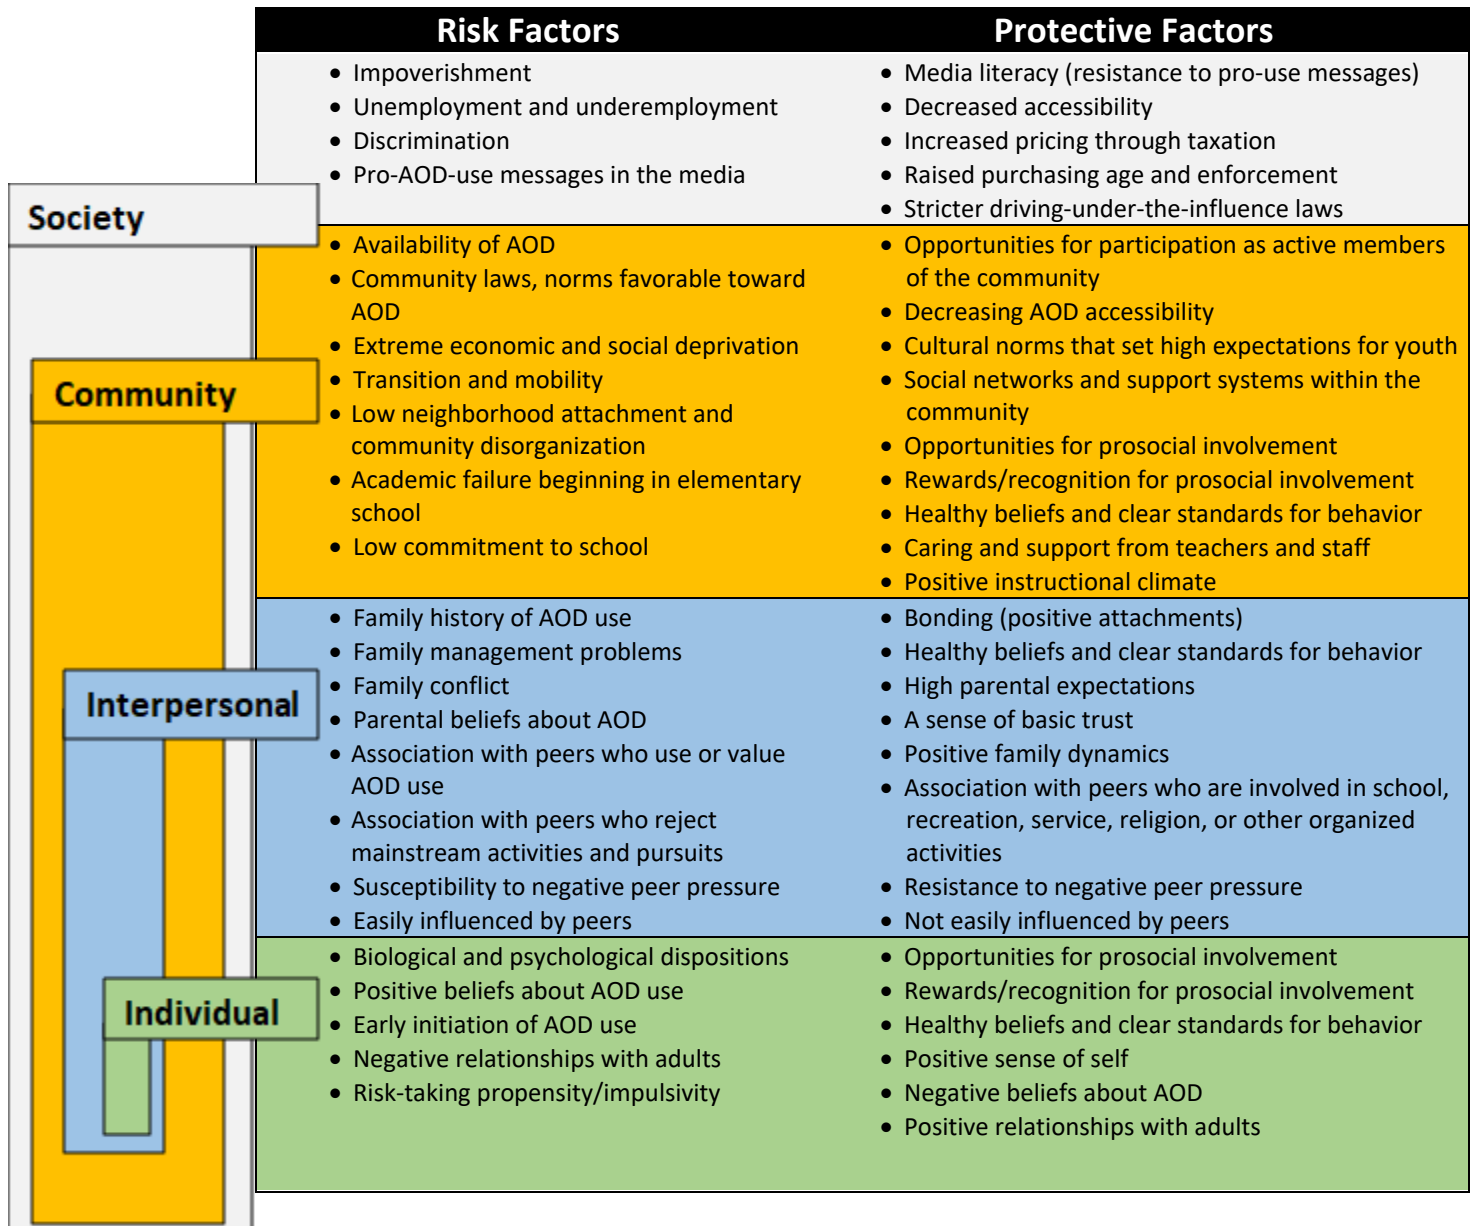 Risk Factors
Protective Factors
Society
• Impoverishment
• Unemployment and underemployment
• Discrimination
• Pro-AOD-use messages in the media
• Media literacy (resistance to pro-use messages)
• Decreased accessibility
• Increased pricing through taxation
• Raised purchasing age and enforcement
• Stricter driving-under-the-influence laws
Community
• Availability of AOD
• Community laws, norms favorable toward
AOD
• Extreme economic and social deprivation
• Transition and mobility
• Low neighborhood attachment and
community disorganization
• Academic failure beginning in elementary
school
• Low commitment to school
• Opportunities for participation as active members
of the community
• Decreasing AOD accessibility
• Cultural norms that set high expectations for youth
• Social networks and support systems within the
community
• Opportunities for prosocial involvement
• Rewards/recognition for prosocial involvement
• Healthy beliefs and clear standards for behavior
• Caring and support from teachers and staff
• Positive instructional climate
Interpersonal
• Family history of AOD use
• Family management problems
• Family conflict
• Parental beliefs about AOD
• Association with peers who use or value
AOD use
• Association with peers who reject
mainstream activities and pursuits
• Susceptibility to negative peer pressure
• Easily influenced by peers
• Bonding (positive attachments)
• Healthy beliefs and clear standards for behavior
• High parental expectations
• A sense of basic trust
• Positive family dynamics
• Association with peers who are involved in school,
recreation, service, religion, or other organized
activities
• Resistance to negative peer pressure
• Not easily influenced by peers
Individual
• Biological and psychological dispositions
• Positive beliefs about AOD use
• Early initiation of AOD use
• Negative relationships with adults
• Risk-taking propensity/impulsivity
• Opportunities for prosocial involvement
• Rewards/recognition for prosocial involvement
• Healthy beliefs and clear standards for behavior
• Positive sense of self
• Negative beliefs about AOD
• Positive relationships with adults